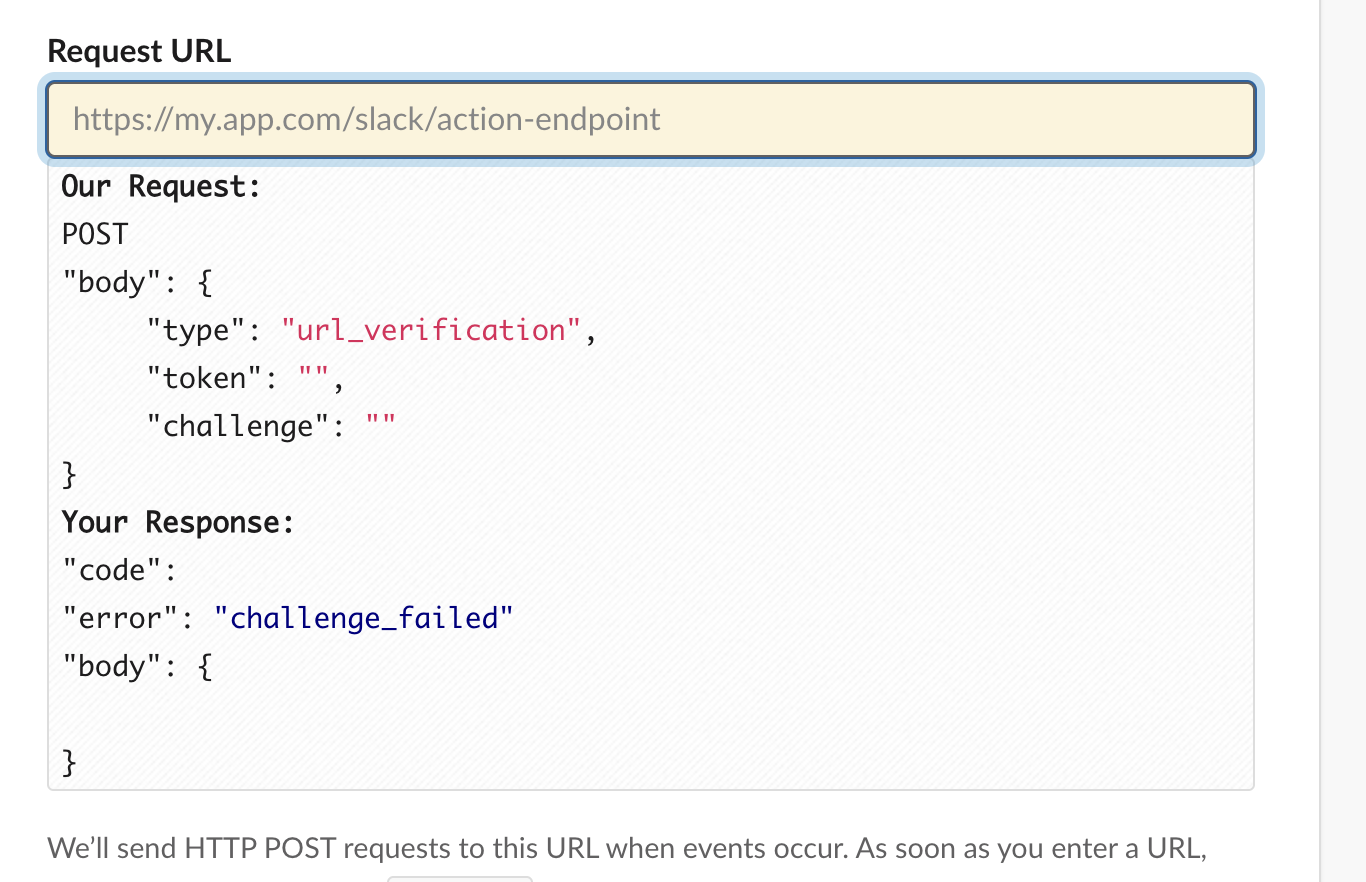 Request URL
https://my.app.com/slack/action-endpoint
Our Request:
POST
"body": {
"type": "url_verification",
"token": "",
"challenge": ""
}
Your Response:
"code":
"error": "challenge_failed"
"body": {
}
We’ll send HTTP POST requests to this URL when events occur. As soon as you enter a URL,